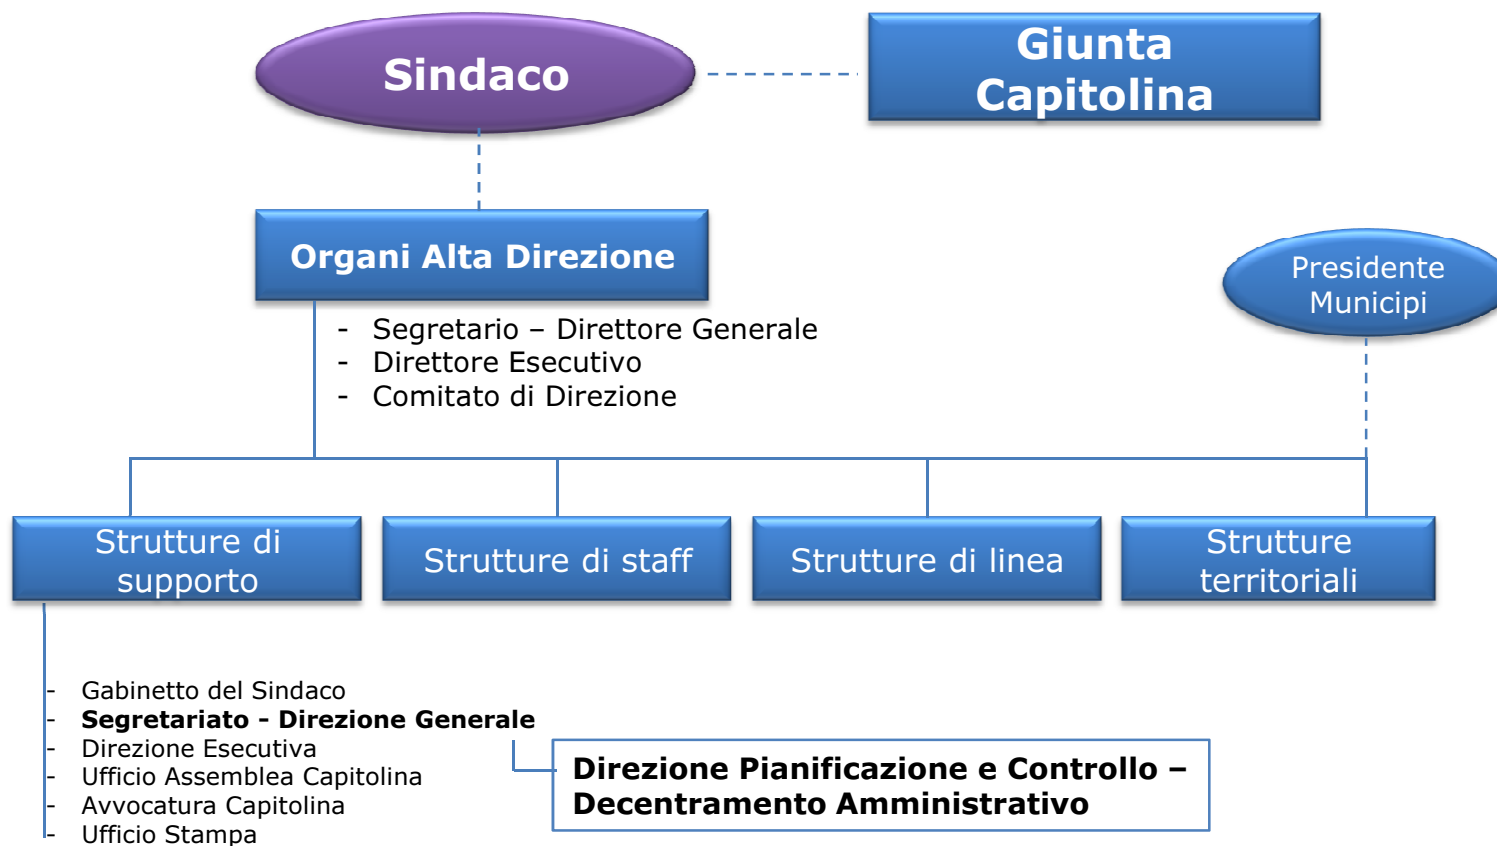 Sindaco
Giunta
Capitolina
Organi Alta Direzione
- Segretario – Direttore Generale
- Direttore Esecutivo
- Comitato di Direzione
Presidente
Municipi
Strutture di
supporto
Strutture di staff
Strutture di linea
Strutture
territoriali
- Gabinetto del Sindaco
- Segretariato - Direzione Generale
- Direzione Esecutiva
- Ufficio Assemblea Capitolina
- Avvocatura Capitolina
- Ufficio Stampa
Direzione Pianificazione e Controllo –
Decentramento Amministrativo